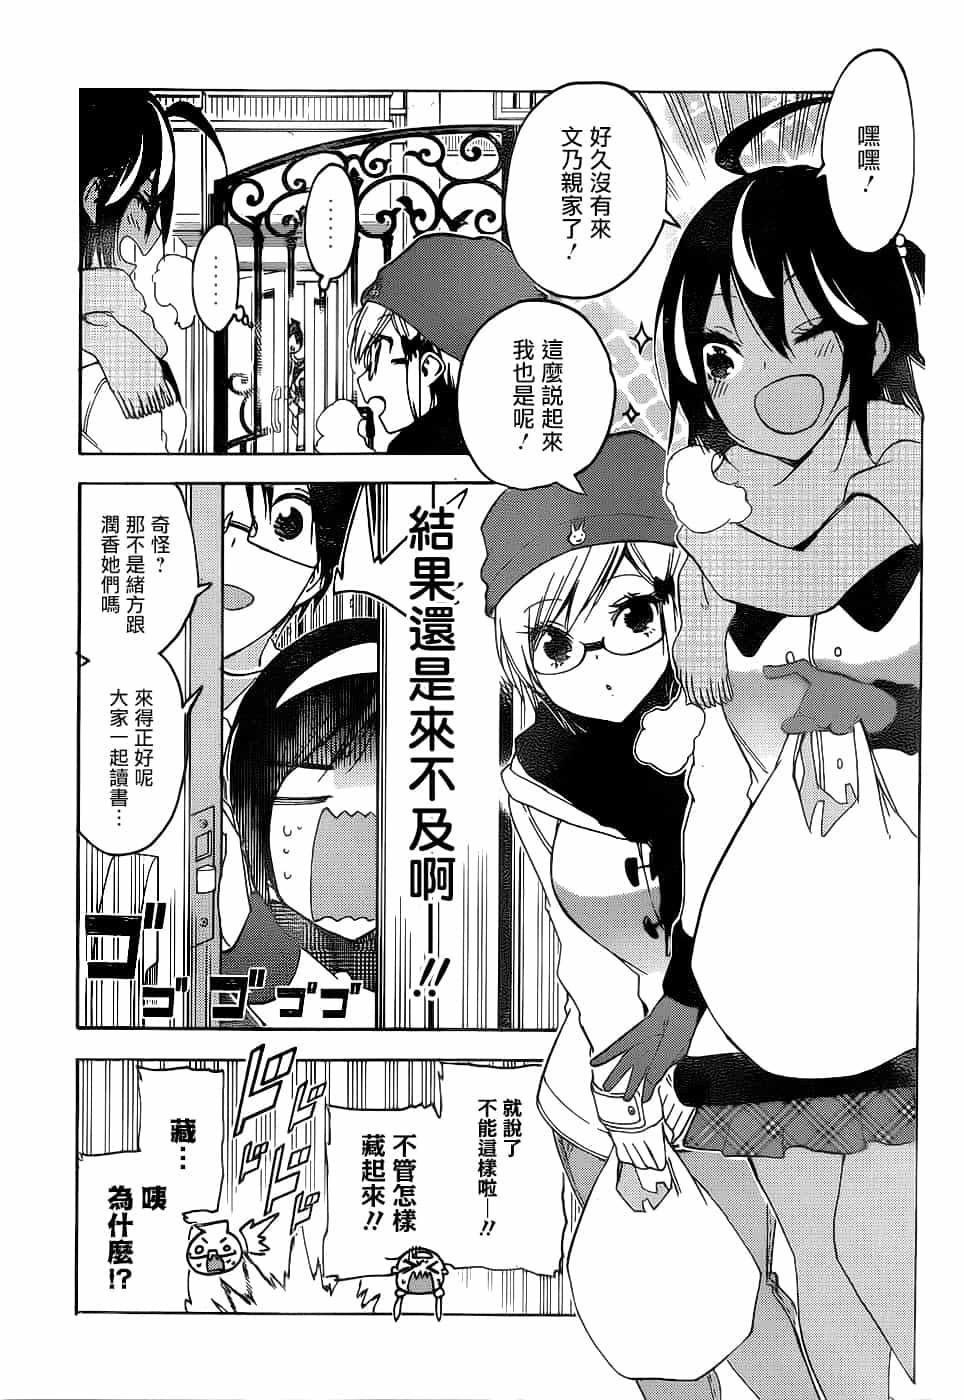 嘿嘿！
好久沒有來
文乃親家了！
這麼説起來
我也是呢！
……
……
結果還是來不及啊——!!
奇怪？
那不是緒方跟
潤香她們嗎
來得正好呢
大家一起讀書…
ゴ
ゴ
ゴ
ゴ
ゴ
就說了
不能這樣啦——!!
不管怎樣
藏起來!!
ドドドド
藏…
咦
為什麼!?